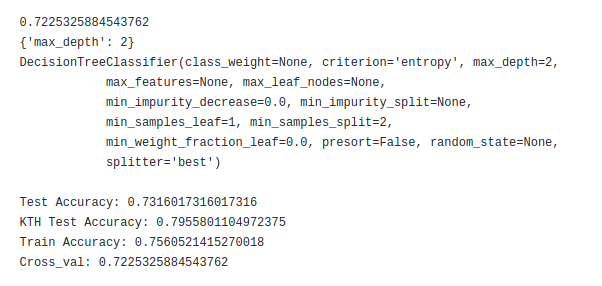 0.7225325884543762
{'max_depth': 2}
DecisionTreeClassifier(class_weight=None, criterion='entropy', max_depth=2,
            max_features=None, max_leaf_nodes=None,
            min_impurity_decrease=0.0, min_impurity_split=None,
            min_samples_leaf=1, min_samples_split=2,
            min_weight_fraction_leaf=0.0, presort=False, random_state=None,
            splitter='best')
Test Accuracy: 0.7316017316017316
KTH Test Accuracy: 0.7955801104972375
Train Accuracy: 0.7560521415270018
Cross_val: 0.7225325884543762